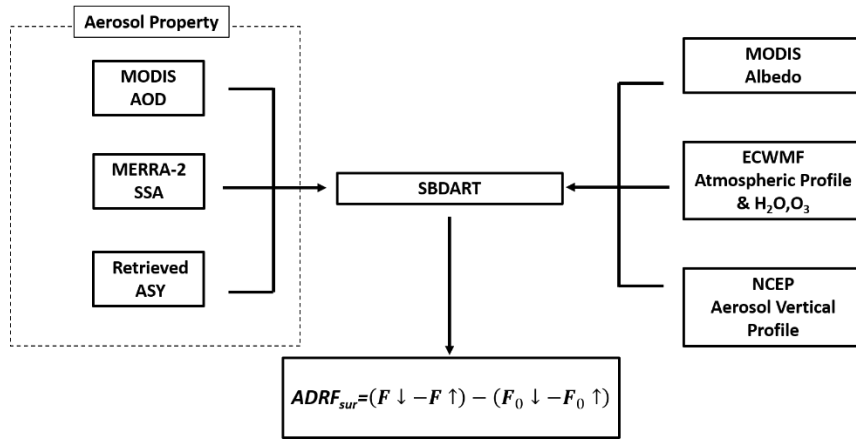 Aerosol Property
MODIS
AOD
MERRA-2
SSA
Retrieved
ASY
SBDART
MODIS
Albedo
ECWMF
Atmospheric Profile
& H₂O,O₃
NCEP
Aerosol Vertical
Profile
ADRF_sur=(F ↓ −F ↑) − (F₀ ↓ −F₀ ↑)